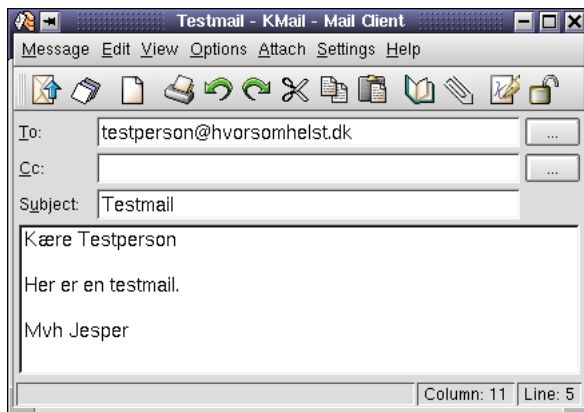 Testmail - KMail - Mail Client
Message Edit View Options Attach Settings Help
To: testperson@hvorsomhelst.dk ...
Cc: ...
Subject: Testmail
Kære Testperson
Her er en testmail.
Mvh Jesper
Column: 11 Line: 5